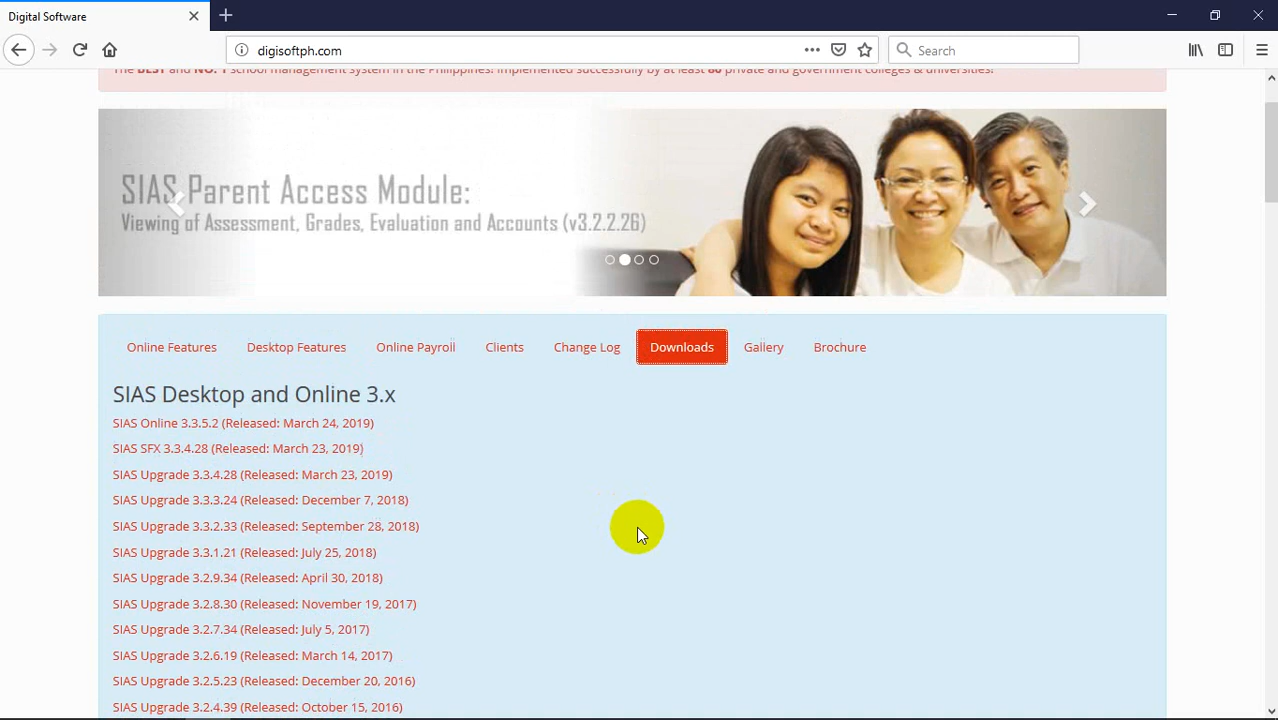 Digital Software
digisoftph.com
Search
The BEST and NO. 1 school management system in the Philippines! Implemented successfully by at least 80 private and government colleges & universities!
SIAS Parent Access Module:
Viewing of Assessment, Grades, Evaluation and Accounts (v3.2.2.26)
Online Features Desktop Features Online Payroll Clients Change Log Downloads Gallery Brochure
SIAS Desktop and Online 3.x
SIAS Online 3.3.5.2 (Released: March 24, 2019)
SIAS SFX 3.3.4.28 (Released: March 23, 2019)
SIAS Upgrade 3.3.4.28 (Released: March 23, 2019)
SIAS Upgrade 3.3.3.24 (Released: December 7, 2018)
SIAS Upgrade 3.3.2.33 (Released: September 28, 2018)
SIAS Upgrade 3.3.1.21 (Released: July 25, 2018)
SIAS Upgrade 3.2.9.34 (Released: April 30, 2018)
SIAS Upgrade 3.2.8.30 (Released: November 19, 2017)
SIAS Upgrade 3.2.7.34 (Released: July 5, 2017)
SIAS Upgrade 3.2.6.19 (Released: March 14, 2017)
SIAS Upgrade 3.2.5.23 (Released: December 20, 2016)
SIAS Upgrade 3.2.4.39 (Released: October 15, 2016)